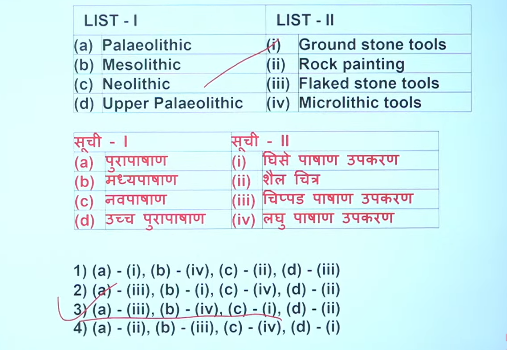 LIST - I LIST - II
(a) Palaeolithic (i) Ground stone tools
(b) Mesolithic (ii) Rock painting
(c) Neolithic (iii) Flaked stone tools
(d) Upper Palaeolithic (iv) Microlithic tools
सूची - I सूची - II
(a) पुरापाषाण (i) घिसे पाषाण उपकरण
(b) मध्यपाषाण (ii) शैल चित्र
(c) नवपाषाण (iii) चिप्पड पाषाण उपकरण
(d) उच्च पुरापाषाण (iv) लघु पाषाण उपकरण
1) (a) - (i), (b) - (iv), (c) - (ii), (d) - (iii)
2) (a) - (iii), (b) - (i), (c) - (iv), (d) - (ii)
3) (a) - (iii), (b) - (iv), (c) - (i), (d) - (ii)
4) (a) - (ii), (b) - (iii), (c) - (iv), (d) - (i)